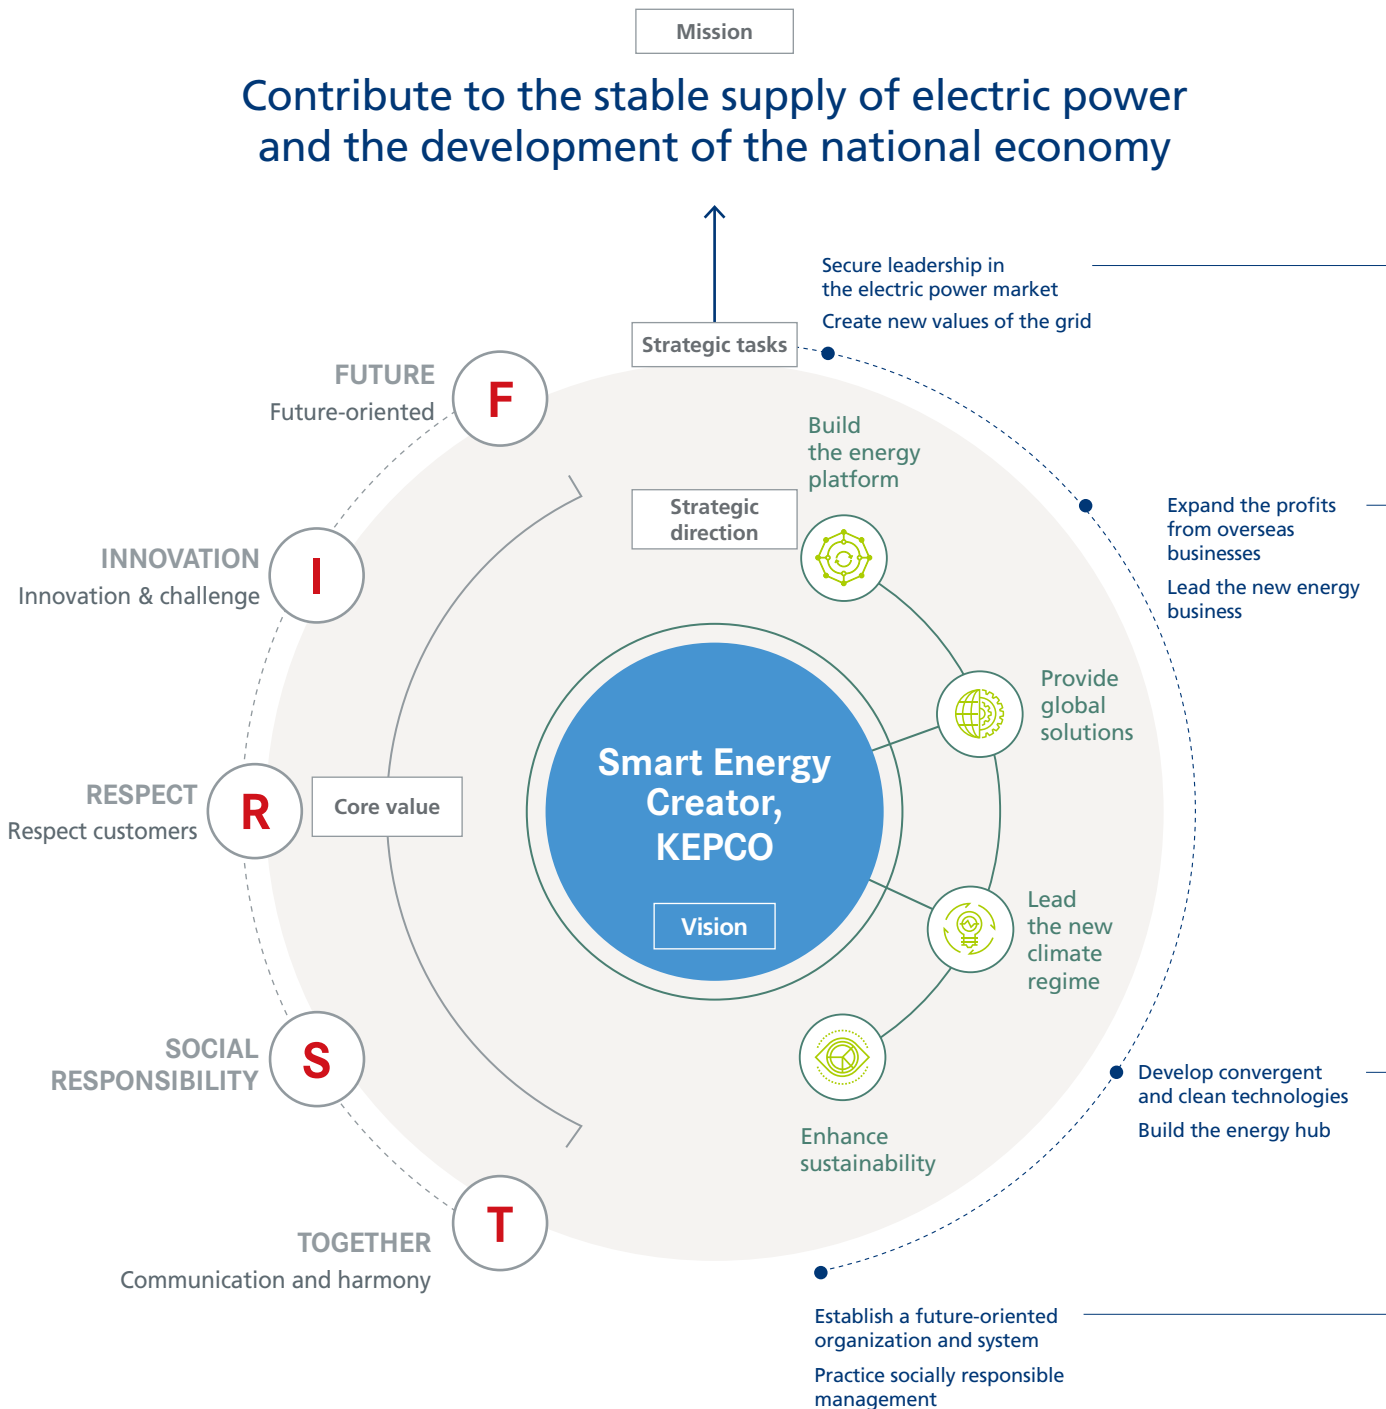 Mission
Contribute to the stable supply of electric power
and the development of the national economy
Strategic tasks
Secure leadership in
the electric power market
Create new values of the grid
Expand the profits
from overseas
businesses
Lead the new energy
business
Develop convergent
and clean technologies
Build the energy hub
Establish a future-oriented
organization and system
Practice socially responsible
management
Strategic
direction
Build
the energy
platform
Provide
global
solutions
Lead
the new
climate
regime
Enhance
sustainability
Smart Energy
Creator,
KEPCO
Vision
Core value
FUTURE
Future-oriented
F
INNOVATION
Innovation & challenge
I
RESPECT
Respect customers
R
SOCIAL
RESPONSIBILITY
S
TOGETHER
Communication and harmony
T